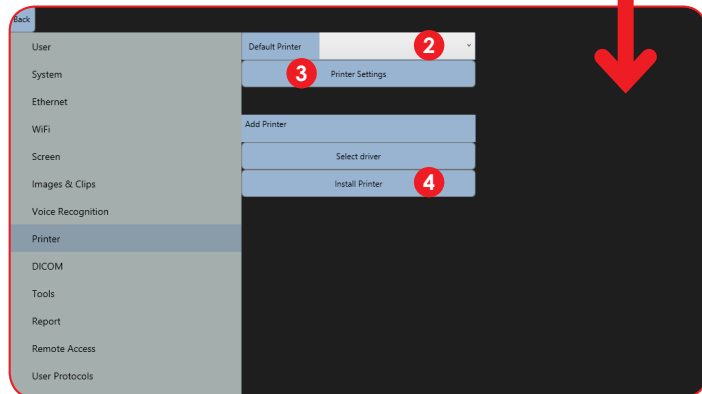 Back
User
System
Ethernet
WiFi
Screen
Images & Clips
Voice Recognition
Printer
DICOM
Tools
Report
Remote Access
User Protocols
Default Printer 2
3 Printer Settings
Add Printer
Select driver
Install Printer 4